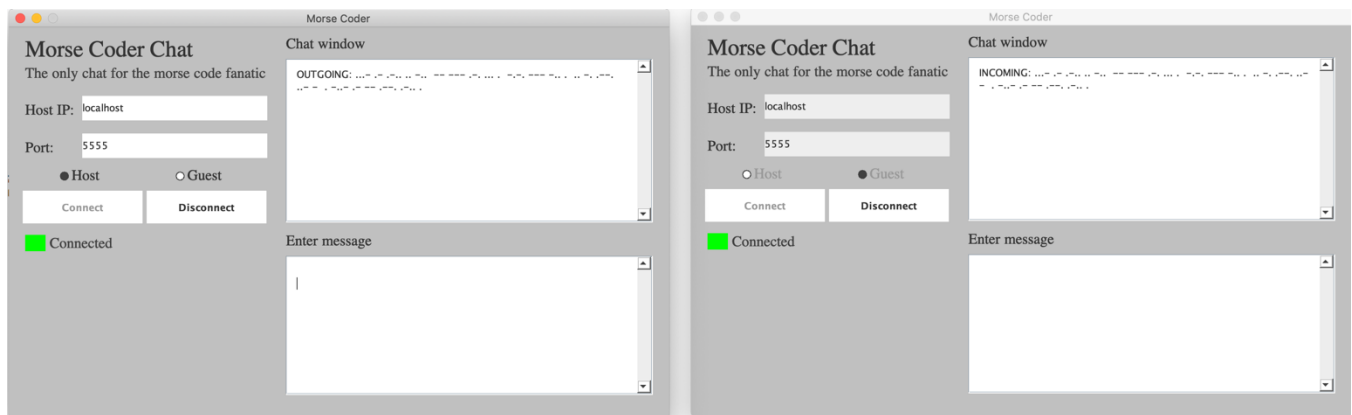 Morse Coder
Morse Coder Chat
The only chat for the morse code fanatic
Host IP: localhost
Port: 5555
Host Guest
Connect Disconnect
Connected
Chat window
OUTGOING: ...- .- .-.. .. -..  -- --- .-. ... .  -.-. --- -.. .  .. -. .--.
..- -  . -..- .- -- .--. .-.. .
Enter message
Morse Coder
Morse Coder Chat
The only chat for the morse code fanatic
Host IP: localhost
Port: 5555
Host Guest
Connect Disconnect
Connected
Chat window
INCOMING: ...- .- .-.. .. -..  -- --- .-. ... .  -.-. --- -.. .  .. -. .--. ..-
-  . -..- .- -- .--. .-.. .
Enter message